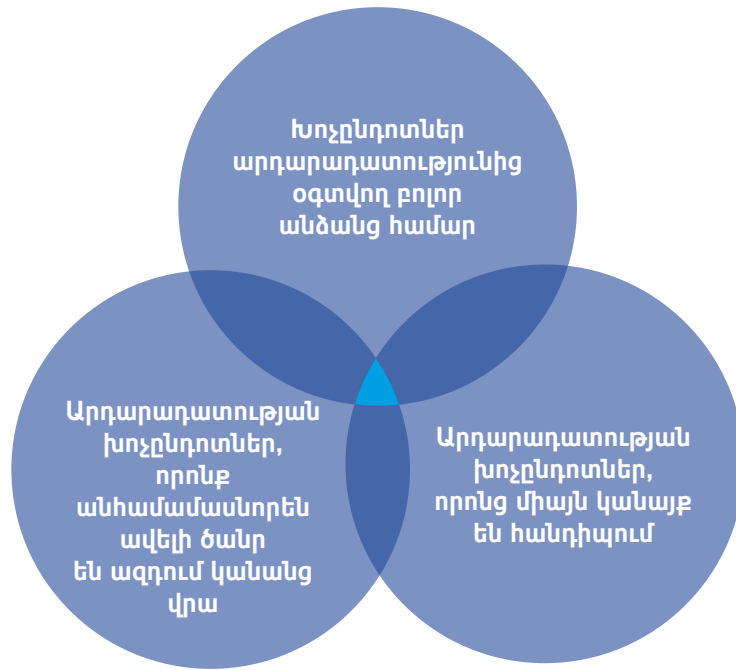 Խոչընդոտներ
արդարադատությունից
օգտվող բոլոր
անձանց համար
Արդարադատության
խոչընդոտներ,
որոնք
անհամամասնորեն
ավելի ծանր
են ազդում կանանց
վրա
Արդարադատության
խոչընդոտներ,
որոնց միայն կանայք
են հանդիպում